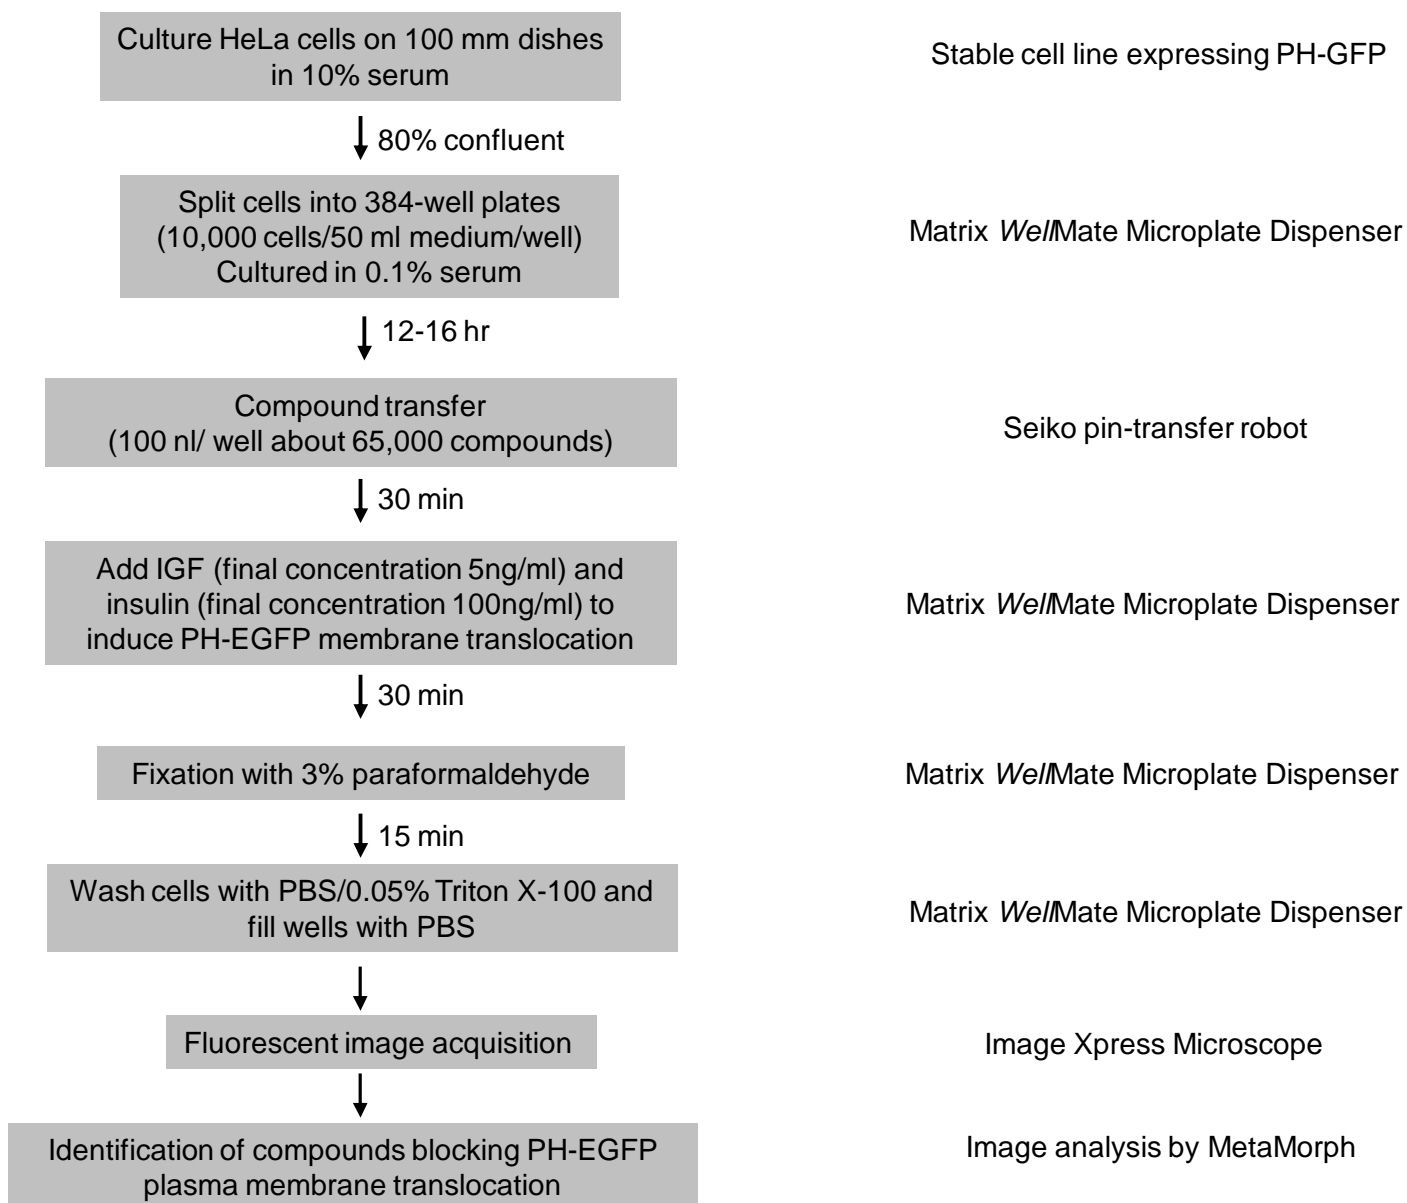 Culture HeLa cells on 100 mm dishes
in 10% serum
Stable cell line expressing PH-GFP
80% confluent
Split cells into 384-well plates
(10,000 cells/50 ml medium/well)
Cultured in 0.1% serum
Matrix WellMate Microplate Dispenser
12-16 hr
Compound transfer
(100 nl/ well about 65,000 compounds)
Seiko pin-transfer robot
30 min
Add IGF (final concentration 5ng/ml) and
insulin (final concentration 100ng/ml) to
induce PH-EGFP membrane translocation
Matrix WellMate Microplate Dispenser
30 min
Fixation with 3% paraformaldehyde
Matrix WellMate Microplate Dispenser
15 min
Wash cells with PBS/0.05% Triton X-100 and
fill wells with PBS
Matrix WellMate Microplate Dispenser
Fluorescent image acquisition
Image Xpress Microscope
Identification of compounds blocking PH-EGFP
plasma membrane translocation
Image analysis by MetaMorph